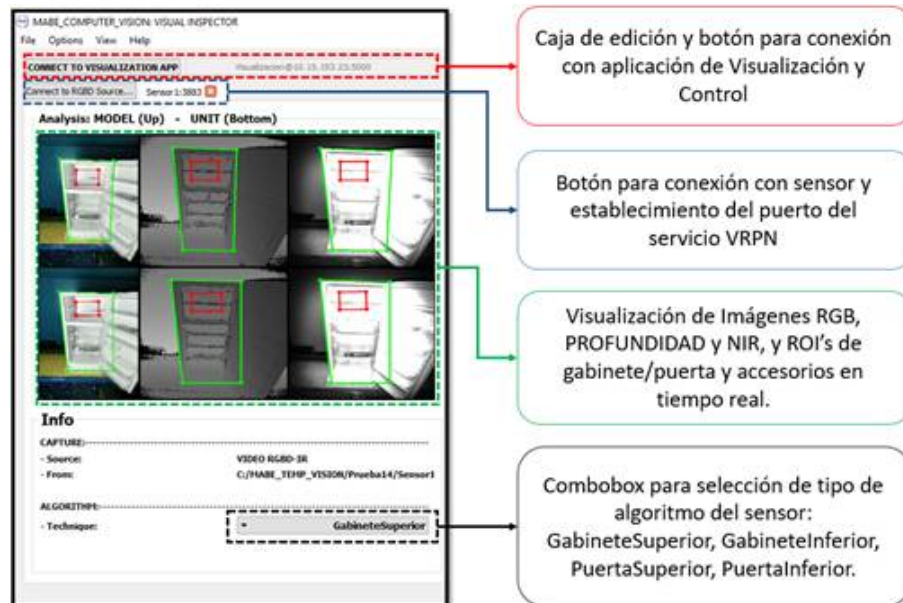 MABE_COMPUTER_VISION: VISUAL INSPECTOR
File Options View Help
CONNECT TO VISUALIZATION APP
Connect to RGBD Source... Sensor1:3883
Analysis: MODEL (Up) - UNIT (Bottom)
Info
CAPTURE:
- Source: VIDEO RGBD-IR
- From: C:/MABE_TEMP_VISION/Prueba14/Sensor1
ALGORITHM:
- Technique: GabineteSuperior
Caja de edición y botón para conexión
con aplicación de Visualización y
Control
Botón para conexión con sensor y
establecimiento del puerto del
servicio VRPN
Visualización de Imágenes RGB,
PROFUNDIDAD y NIR, y ROI’s de
gabinete/puerta y accesorios en
tiempo real.
Combobox para selección de tipo de
algoritmo del sensor:
GabineteSuperior, GabineteInferior,
PuertaSuperior, PuertaInferior.